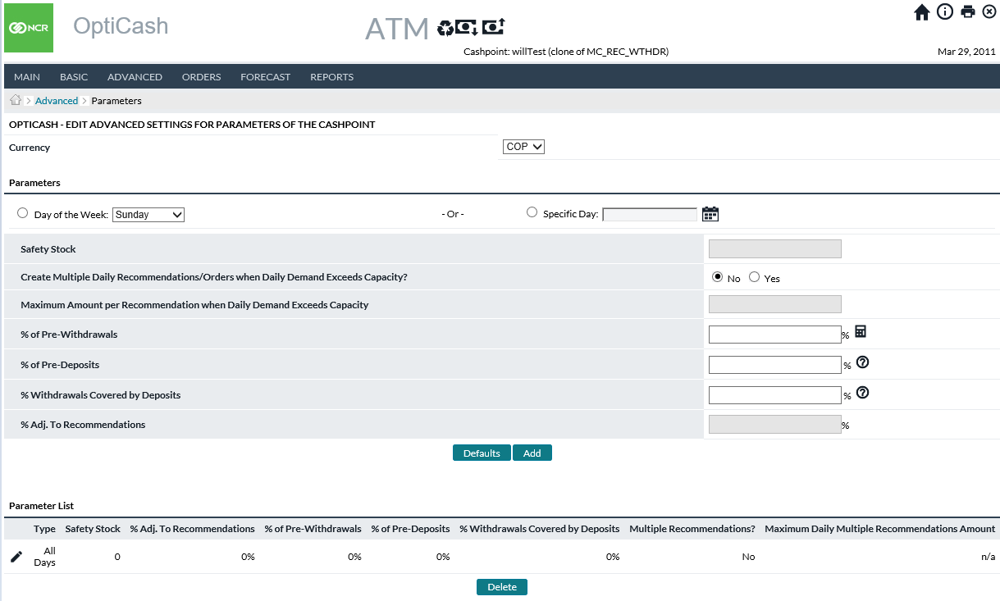 NCR OptiCash ATM
Cashpoint: willTest (clone of MC_REC_WTHDR) Mar 29, 2011
MAIN BASIC ADVANCED ORDERS FORECAST REPORTS
> Advanced > Parameters
OPTICASH - EDIT ADVANCED SETTINGS FOR PARAMETERS OF THE CASHPOINT
Currency COP
Parameters
Day of the Week: Sunday - Or - Specific Day:
Safety Stock
Create Multiple Daily Recommendations/Orders when Daily Demand Exceeds Capacity? No Yes
Maximum Amount per Recommendation when Daily Demand Exceeds Capacity
% of Pre-Withdrawals %
% of Pre-Deposits % ?
% Withdrawals Covered by Deposits % ?
% Adj. To Recommendations %
Defaults Add
Parameter List
Type Safety Stock % Adj. To Recommendations % of Pre-Withdrawals % of Pre-Deposits % Withdrawals Covered by Deposits Multiple Recommendations? Maximum Daily Multiple Recommendations Amount
All Days 0 0% 0% 0% 0% No n/a
Delete